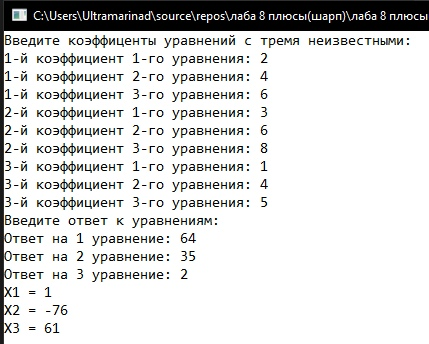 C:\Users\Ultramarinad\source\repos\лаба 8 плюсы(шарп)\лаба 8 плюсы
Введите коэффиценты уравнений с тремя неизвестными:
1-й коэффициент 1-го уравнения: 2
1-й коэффициент 2-го уравнения: 4
1-й коэффициент 3-го уравнения: 6
2-й коэффициент 1-го уравнения: 3
2-й коэффициент 2-го уравнения: 6
2-й коэффициент 3-го уравнения: 8
3-й коэффициент 1-го уравнения: 1
3-й коэффициент 2-го уравнения: 4
3-й коэффициент 3-го уравнения: 5
Введите ответ к уравнениям:
Ответ на 1 уравнение: 64
Ответ на 2 уравнение: 35
Ответ на 3 уравнение: 2
X1 = 1
X2 = -76
X3 = 61